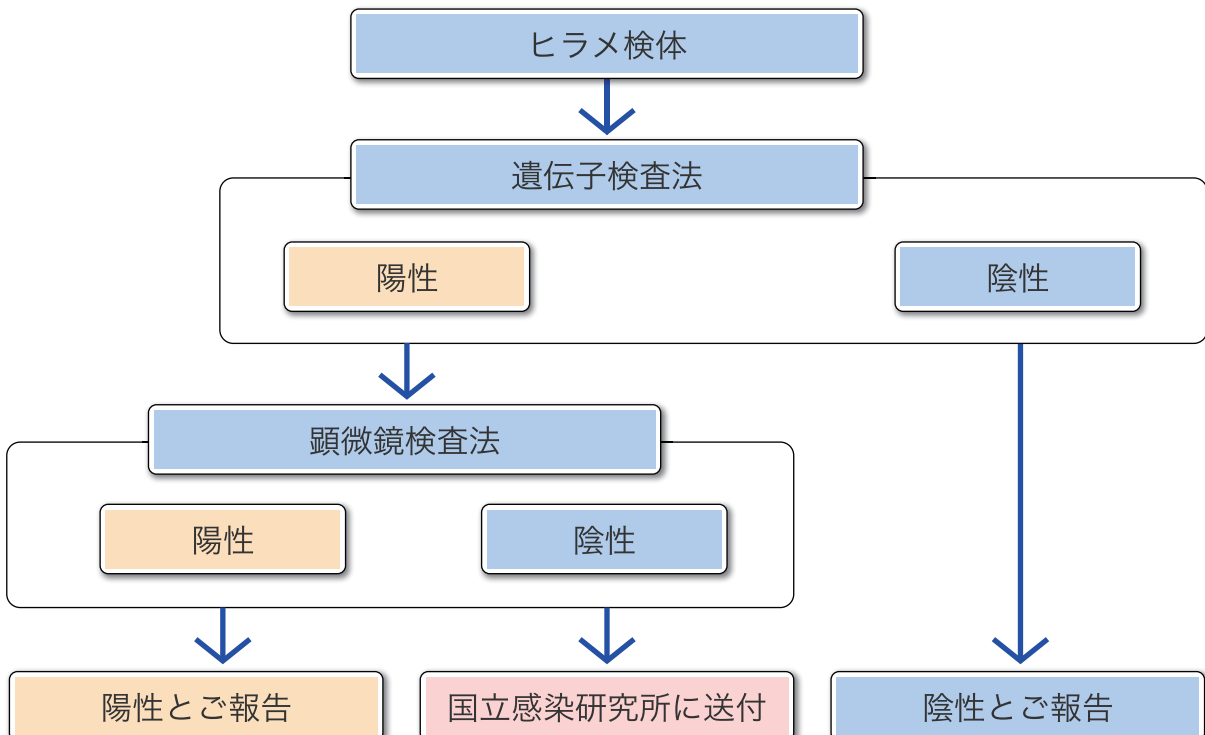 ヒラメ検体
遺伝子検査法
陽性
陰性
顕微鏡検査法
陽性
陰性
陽性とご報告
国立感染研究所に送付
陰性とご報告